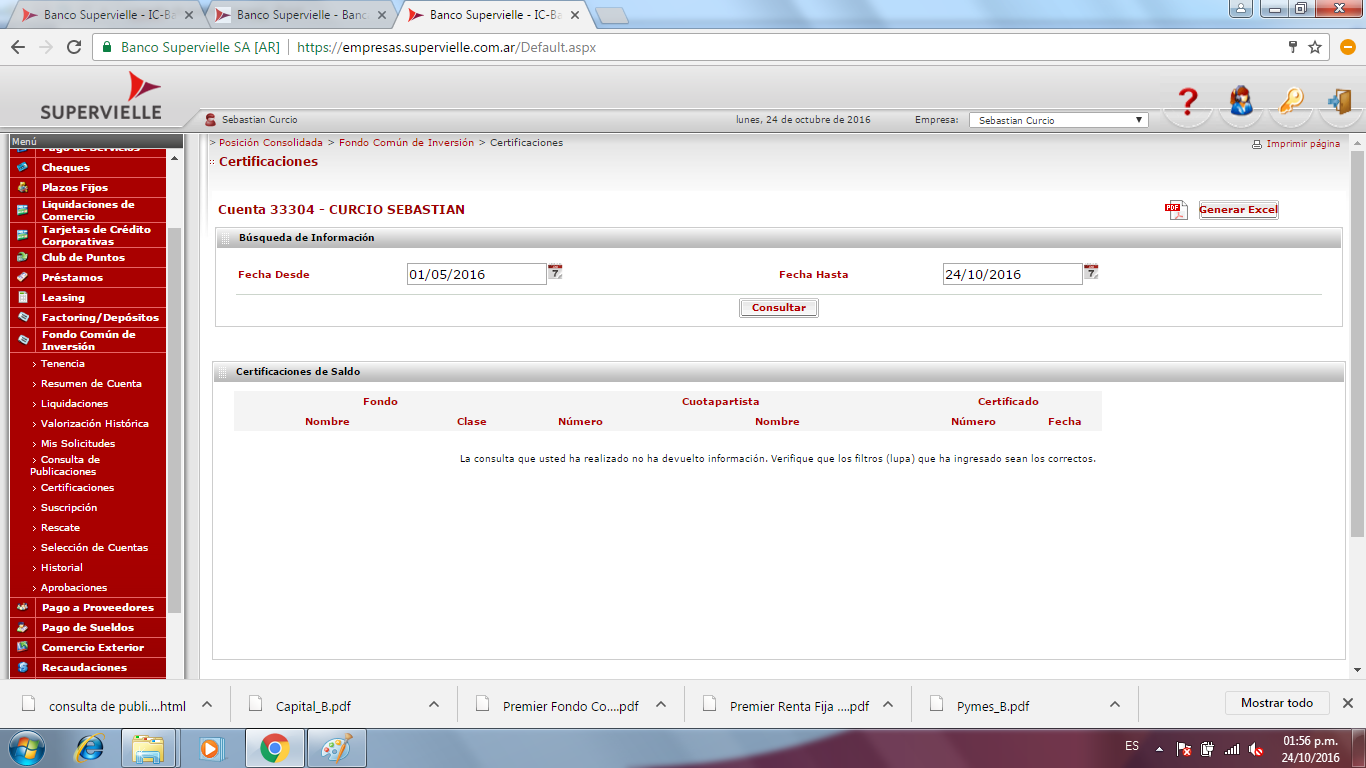 Banco Supervielle - IC-Ba
Banco Supervielle - Banc
Banco Supervielle - IC-Ba
Banco Supervielle SA [AR]
https://empresas.supervielle.com.ar/Default.aspx
SUPERVIELLE
Sebastian Curcio
lunes, 24 de octubre de 2016
Empresa:
Sebastian Curcio
Menú
Pago de Servicios
Cheques
Plazos Fijos
Liquidaciones de
Comercio
Tarjetas de Crédito
Corporativas
Club de Puntos
Préstamos
Leasing
Factoring/Depósitos
Fondo Común de
Inversión
> Tenencia
> Resumen de Cuenta
> Liquidaciones
> Valorización Histórica
> Mis Solicitudes
> Consulta de
Publicaciones
> Certificaciones
> Suscripción
> Rescate
> Selección de Cuentas
> Historial
> Aprobaciones
Pago a Proveedores
Pago de Sueldos
Comercio Exterior
Recaudaciones
> Posición Consolidada > Fondo Común de Inversión > Certificaciones
Imprimir página
Certificaciones
Cuenta 33304 - CURCIO SEBASTIAN
PDF
Generar Excel
Búsqueda de Información
Fecha Desde
01/05/2016
7
Fecha Hasta
24/10/2016
7
Consultar
Certificaciones de Saldo
Fondo
Cuotapartista
Certificado
Nombre
Clase
Número
Nombre
Número
Fecha
La consulta que usted ha realizado no ha devuelto información. Verifique que los filtros (lupa) que ha ingresado sean los correctos.
consulta de publi....html
Capital_B.pdf
Premier Fondo Co....pdf
Premier Renta Fija ....pdf
Pymes_B.pdf
Mostrar todo
ES
01:56 p.m.
24/10/2016